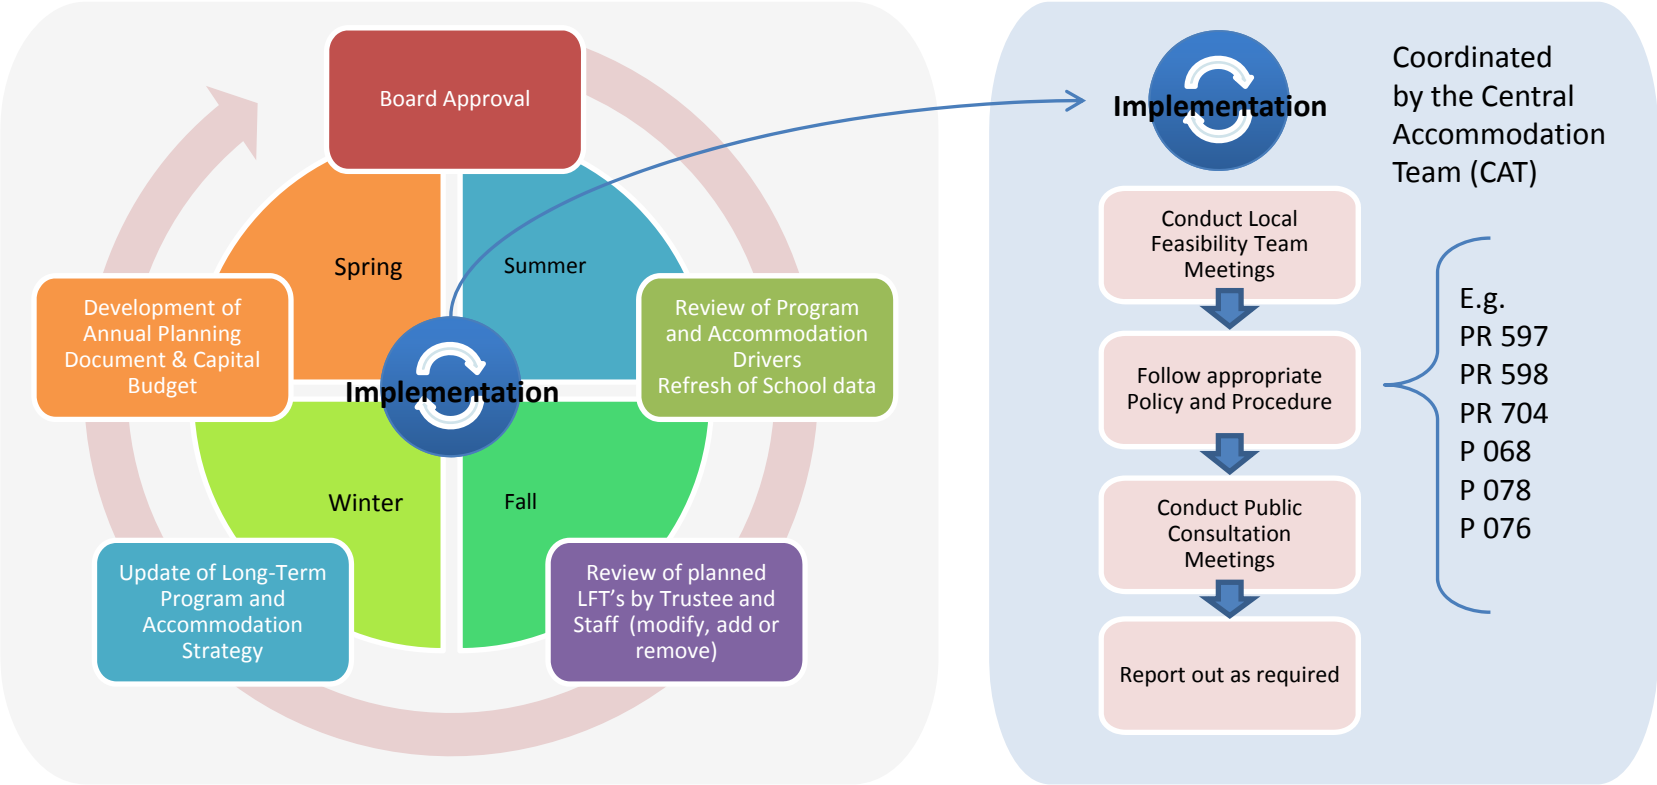 Board Approval
Spring
Summer
Development of
Annual Planning
Document & Capital
Budget
Review of Program
and Accommodation
Drivers
Refresh of School data
Implementation
Winter
Fall
Update of Long-Term
Program and
Accommodation
Strategy
Review of planned
LFT's by Trustee and
Staff (modify, add or
remove)
Implementation
Coordinated
by the Central
Accommodation
Team (CAT)
Conduct Local
Feasibility Team
Meetings
Follow appropriate
Policy and Procedure
Conduct Public
Consultation
Meetings
Report out as required
E.g.
PR 597
PR 598
PR 704
P 068
P 078
P 076